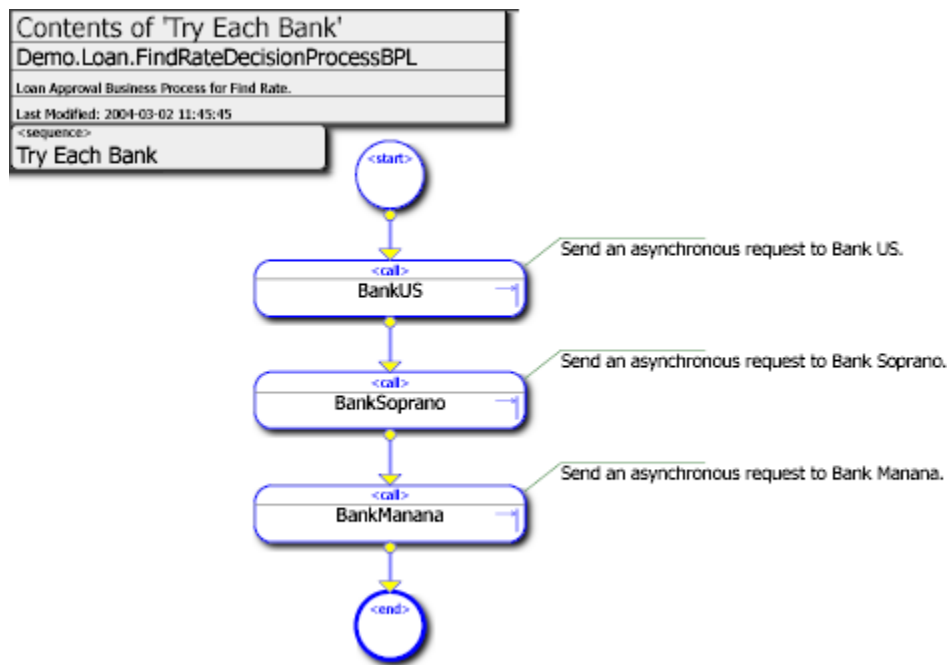 Contents of 'Try Each Bank'
Demo.Loan.FindRateDecisionProcessBPL
Loan Approval Business Process for Find Rate.
Last Modified: 2004-03-02 11:45:45
<sequence>
Try Each Bank
<start>
Send an asynchronous request to Bank US.
<call>
BankUS
Send an asynchronous request to Bank Soprano.
<call>
BankSoprano
Send an asynchronous request to Bank Manana.
<call>
BankManana
<end>